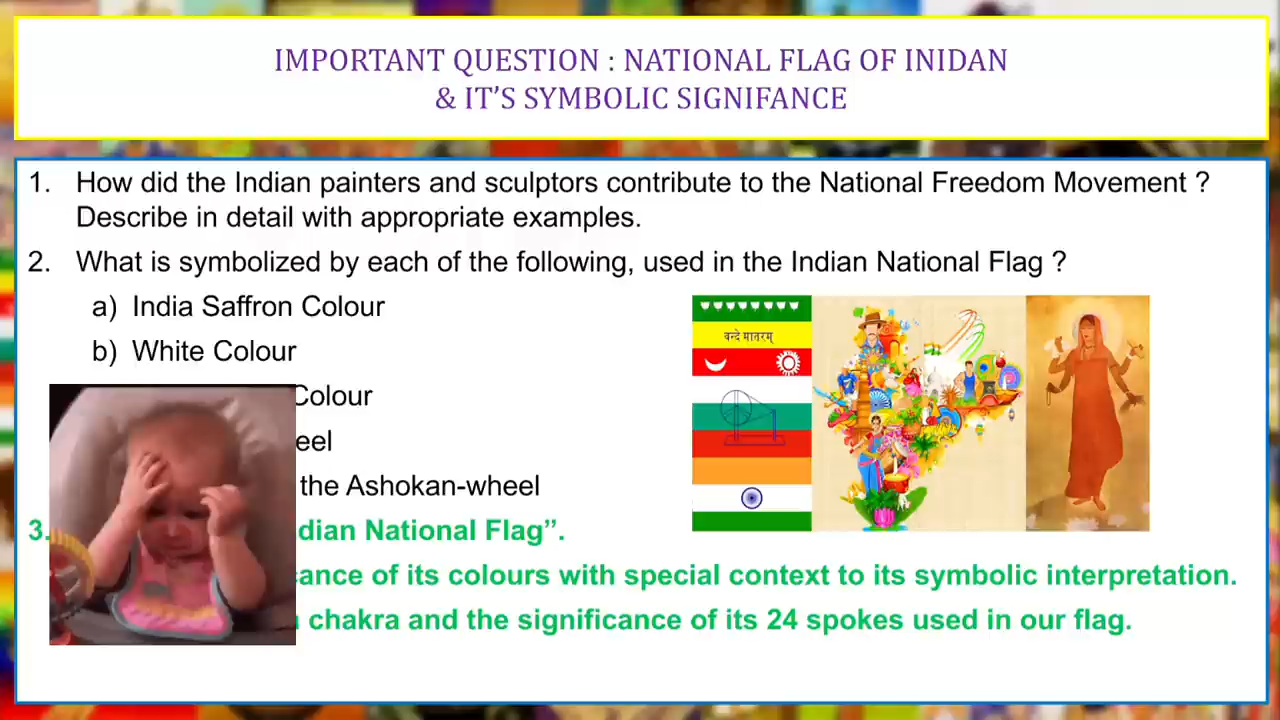 IMPORTANT QUESTION : NATIONAL FLAG OF INIDAN
& IT’S SYMBOLIC SIGNIFANCE
1. How did the Indian painters and sculptors contribute to the National Freedom Movement ?
Describe in detail with appropriate examples.
2. What is symbolized by each of the following, used in the Indian National Flag ?
a) India Saffron Colour
b) White Colour
Colour
eel
the Ashokan-wheel
3. dian National Flag”.
cance of its colours with special context to its symbolic interpretation.
chakra and the significance of its 24 spokes used in our flag.
वन्दे मातरम्